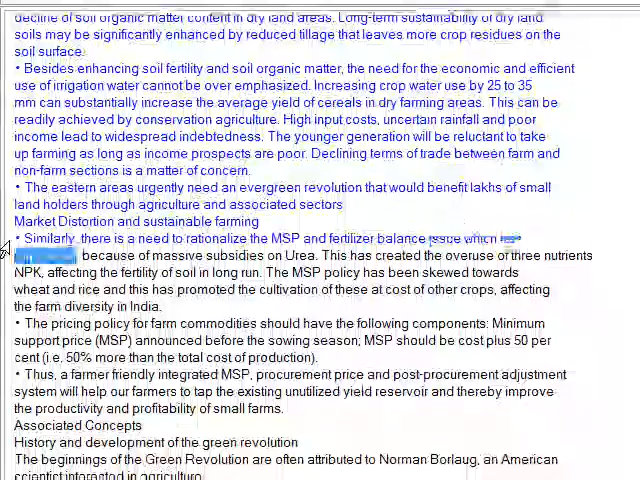 decline of soil organic matter content in dry land areas. Long-term sustainability of dry land
soils may be significantly enhanced by reduced tillage that leaves more crop residues on the
soil surface.
• Besides enhancing soil fertility and soil organic matter, the need for the economic and efficient
use of irrigation water cannot be over emphasized. Increasing crop water use by 25 to 35
mm can substantially increase the average yield of cereals in dry farming areas. This can be
readily achieved by conservation agriculture. High input costs, uncertain rainfall and poor
income lead to widespread indebtedness. The younger generation will be reluctant to take
up farming as long as income prospects are poor. Declining terms of trade between farm and
non-farm sections is a matter of concern.
• The eastern areas urgently need an evergreen revolution that would benefit lakhs of small
land holders through agriculture and associated sectors
Market Distortion and sustainable farming
• Similarly, there is a need to rationalize the MSP and fertilizer balance issue which
because of massive subsidies on Urea. This has created the overuse of three nutrients
NPK, affecting the fertility of soil in long run. The MSP policy has been skewed towards
wheat and rice and this has promoted the cultivation of these at cost of other crops, affecting
the farm diversity in India.
• The pricing policy for farm commodities should have the following components: Minimum
support price (MSP) announced before the sowing season; MSP should be cost plus 50 per
cent (i.e. 50% more than the total cost of production).
• Thus, a farmer friendly integrated MSP, procurement price and post-procurement adjustment
system will help our farmers to tap the existing unutilized yield reservoir and thereby improve
the productivity and profitability of small farms.
Associated Concepts
History and development of the green revolution
The beginnings of the Green Revolution are often attributed to Norman Borlaug, an American
scientist interested in agriculture